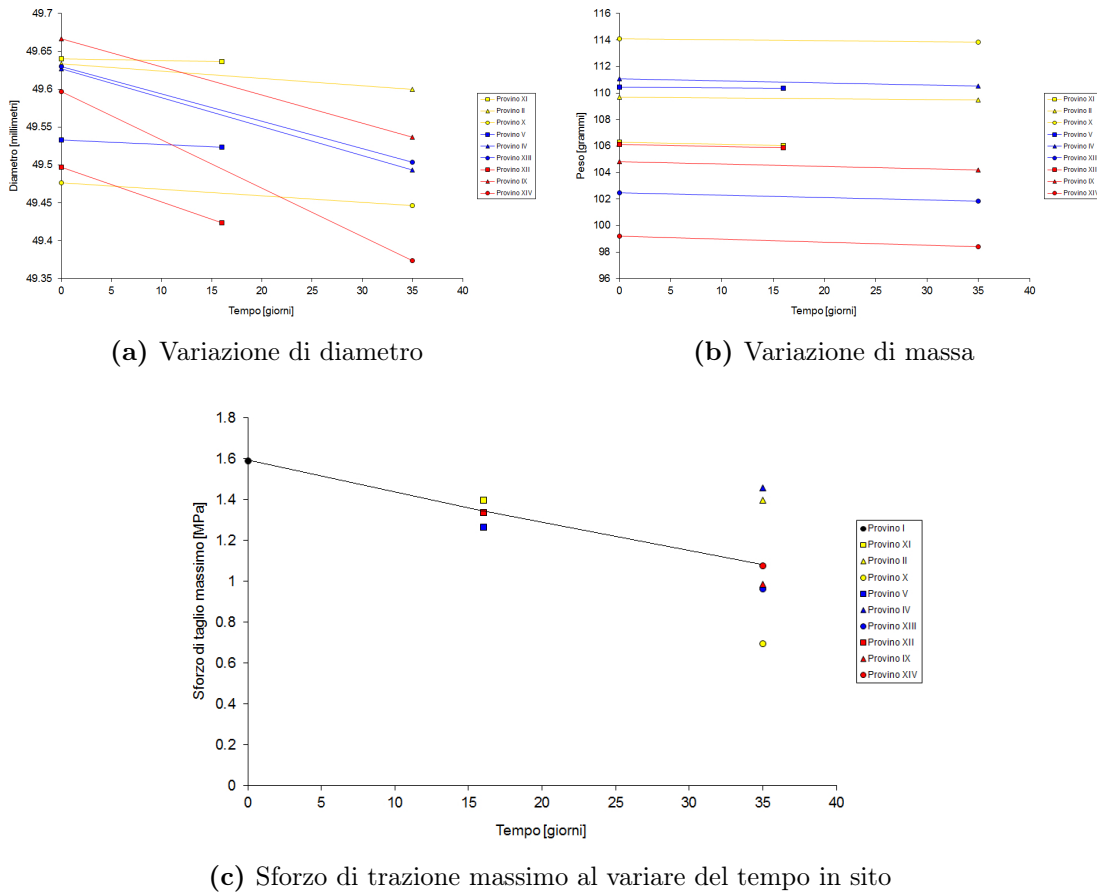 49.7
49.65
49.6
49.55
49.5
49.45
49.4
49.35
Diametro [millimetri]
0 5 10 15 20 25 30 35 40
Tempo [giorni]
Provino XI
Provino II
Provino X
Provino V
Provino IV
Provino XIII
Provino XII
Provino IX
Provino XIV
(a) Variazione di diametro
116
114
112
110
108
106
104
102
100
98
96
Peso [grammi]
0 5 10 15 20 25 30 35 40
Tempo [giorni]
Provino XI
Provino II
Provino X
Provino V
Provino IV
Provino XIII
Provino XII
Provino IX
Provino XIV
(b) Variazione di massa
1.8
1.6
1.4
1.2
1
0.8
0.6
0.4
0.2
0
Sforzo di taglio massimo [MPa]
0 5 10 15 20 25 30 35 40
Tempo [giorni]
Provino I
Provino XI
Provino II
Provino X
Provino V
Provino IV
Provino XIII
Provino XII
Provino IX
Provino XIV
(c) Sforzo di trazione massimo al variare del tempo in sito